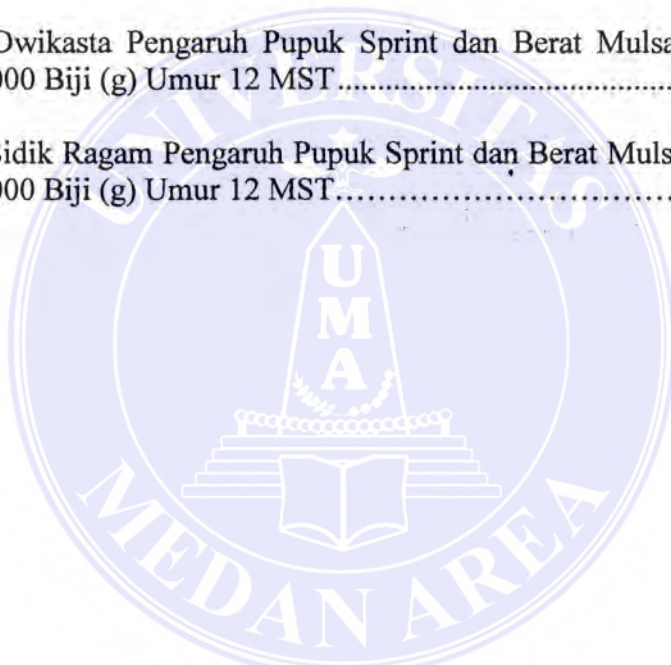 Dwikasta Pengaruh Pupuk Sprint dan Berat Mulsa
000 Biji (g) Umur 12 MST........................................
Sidik Ragam Pengaruh Pupuk Sprint dan Berat Muls
000 Biji (g) Umur 12 MST................................
UNIVERSITAS
U
M
A
MEDAN AREA